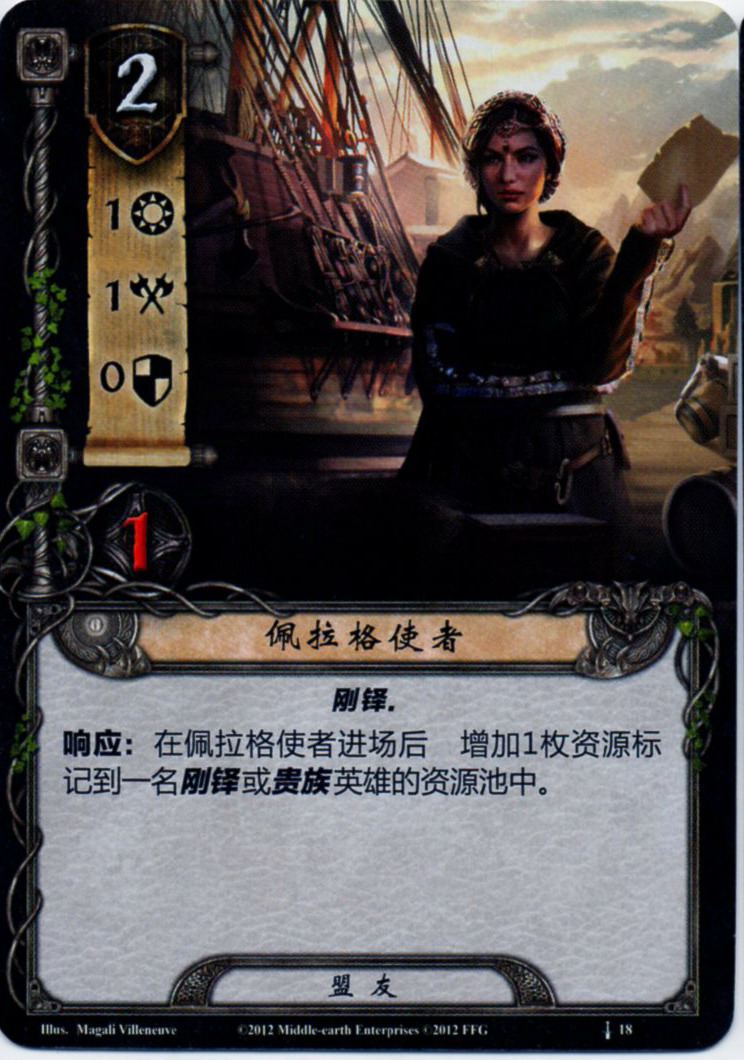 2
1
1
0
1
佩拉格使者
刚铎.
响应：在佩拉格使者进场后 增加1枚资源标
记到一名刚铎或贵族英雄的资源池中。
盟友
Illus. Magali Villeneuve ©2012 Middle-earth Enterprises ©2012 FFG 18